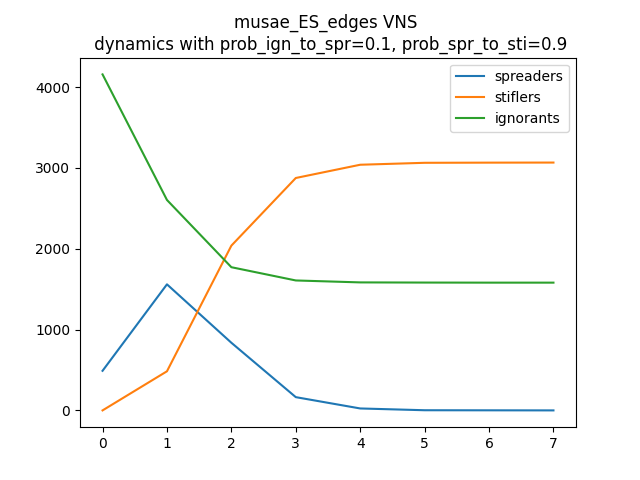 musae_ES_edges VNS
dynamics with prob_ign_to_spr=0.1, prob_spr_to_sti=0.9
spreaders
stiflers
ignorants
4000
3000
2000
1000
0
0 1 2 3 4 5 6 7